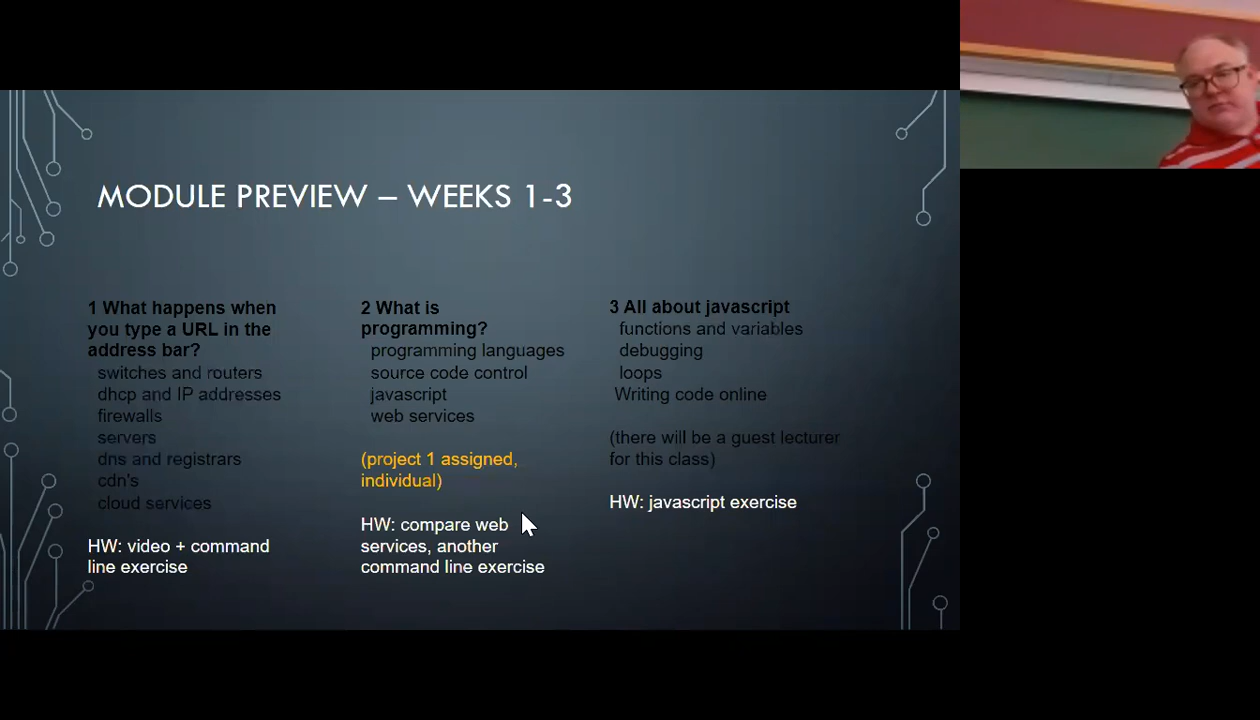 MODULE PREVIEW – WEEKS 1-3
1 What happens when
you type a URL in the
address bar?
switches and routers
dhcp and IP addresses
firewalls
servers
dns and registrars
cdn's
cloud services
HW: video + command
line exercise
2 What is
programming?
programming languages
source code control
javascript
web services
(project 1 assigned,
individual)
HW: compare web
services, another
command line exercise
3 All about javascript
functions and variables
debugging
loops
Writing code online
(there will be a guest lecturer
for this class)
HW: javascript exercise